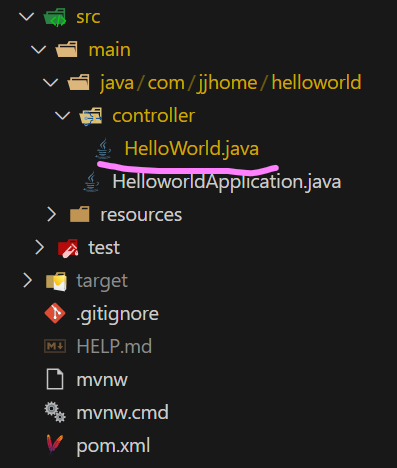 src
main
java/com/jjhome/helloworld
controller
HelloWorld.java
HelloworldApplication.java
resources
test
target
.gitignore
HELP.md
mvnw
mvnw.cmd
pom.xml